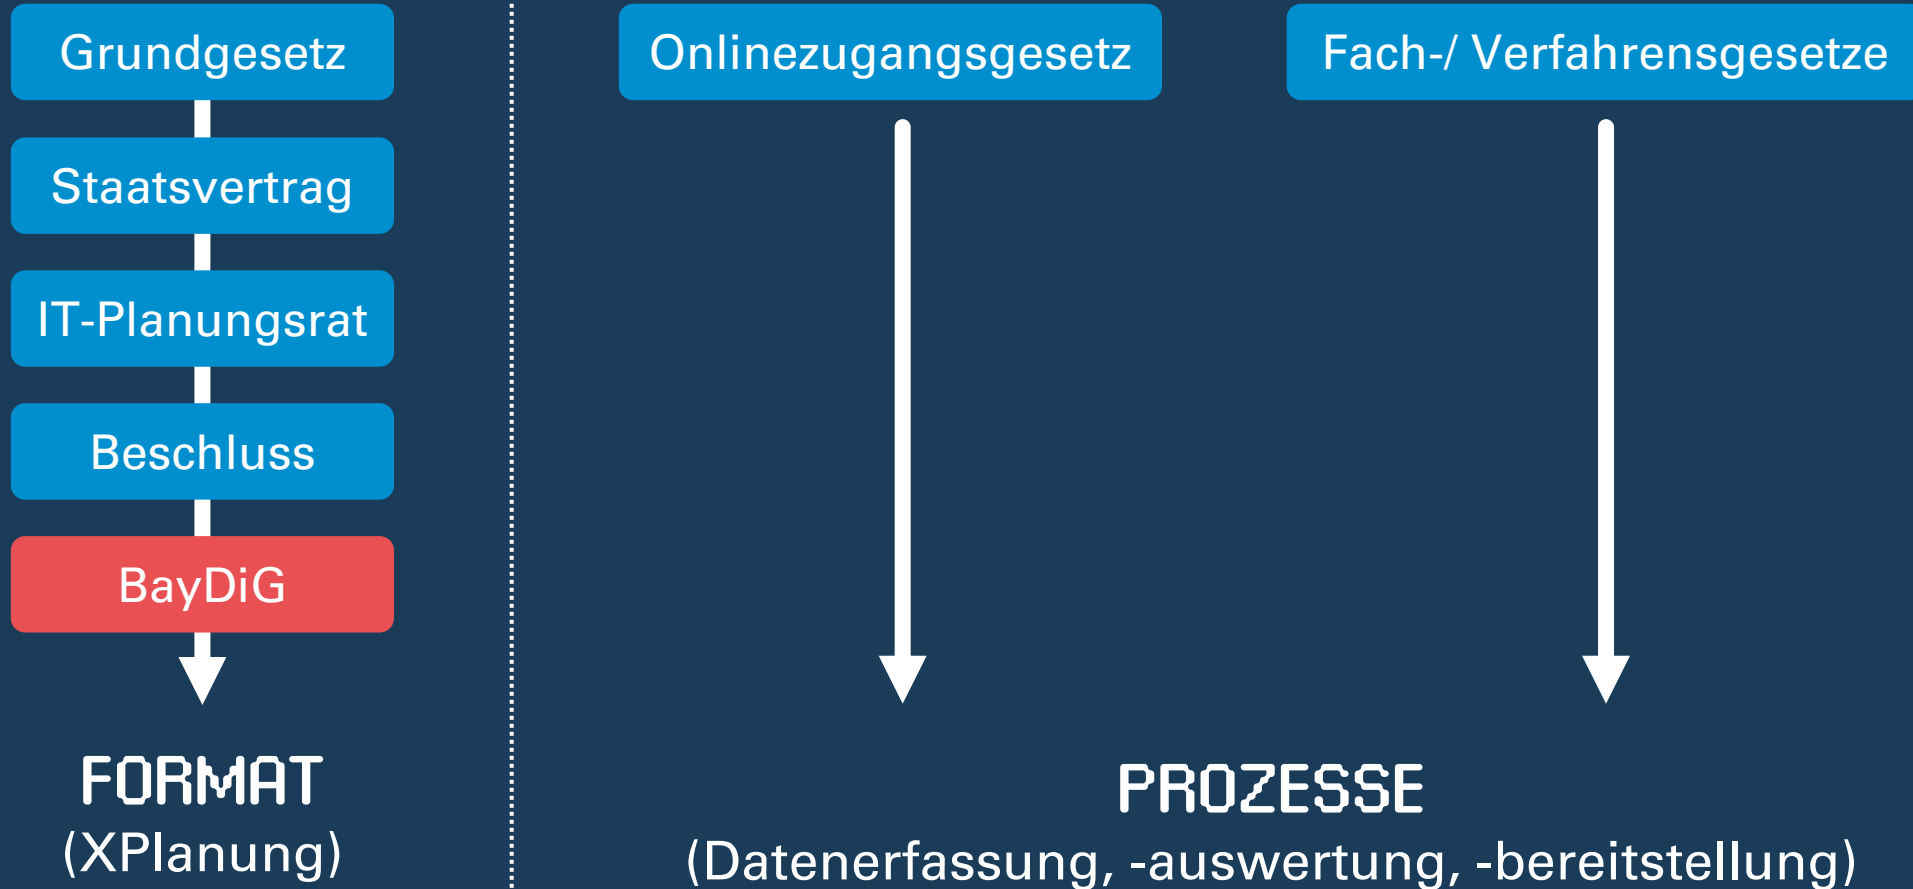 Grundgesetz
Staatsvertrag
IT-Planungsrat
Beschluss
BayDiG
FORMAT
(XPlanung)
Onlinezugangsgesetz
Fach-/ Verfahrensgesetze
PROZESSE
(Datenerfassung, -auswertung, -bereitstellung)